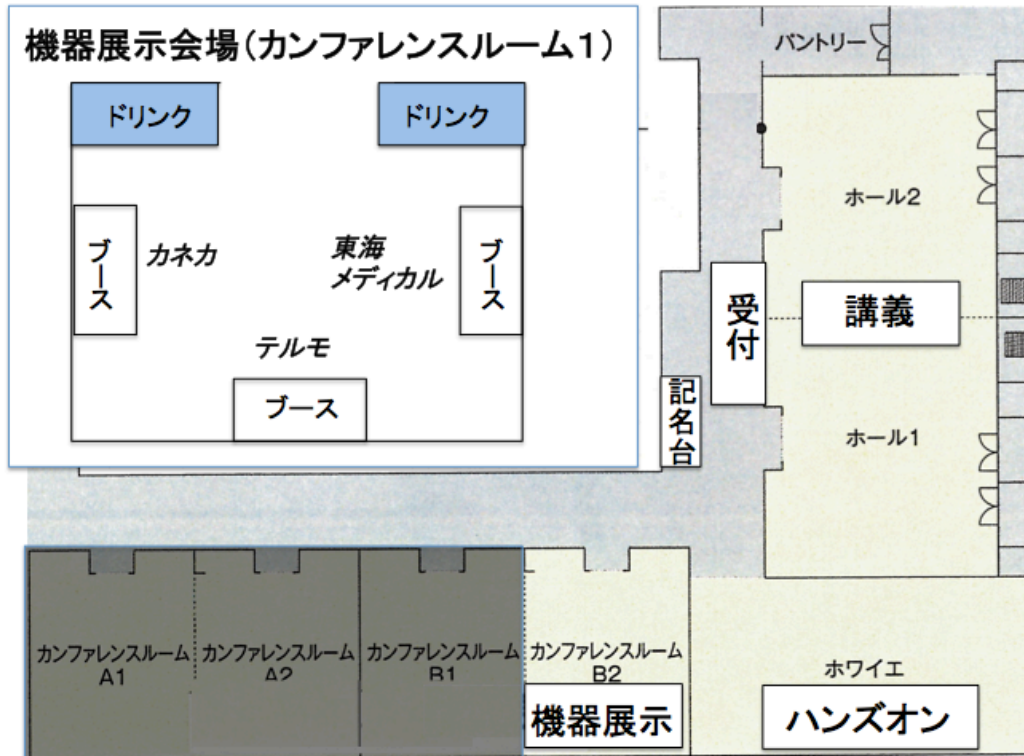 機器展示会場(カンファレンスルーム1)
ドリンク
ドリンク
ブース
カネカ
東海
メディカル
ブース
テルモ
ブース
パントリー
ホール2
受付
講義
記名台
ホール1
カンファレンスルーム
A1
カンファレンスルーム
A2
カンファレンスルーム
B1
カンファレンスルーム
B2
機器展示
ホワイエ
ハンズオン